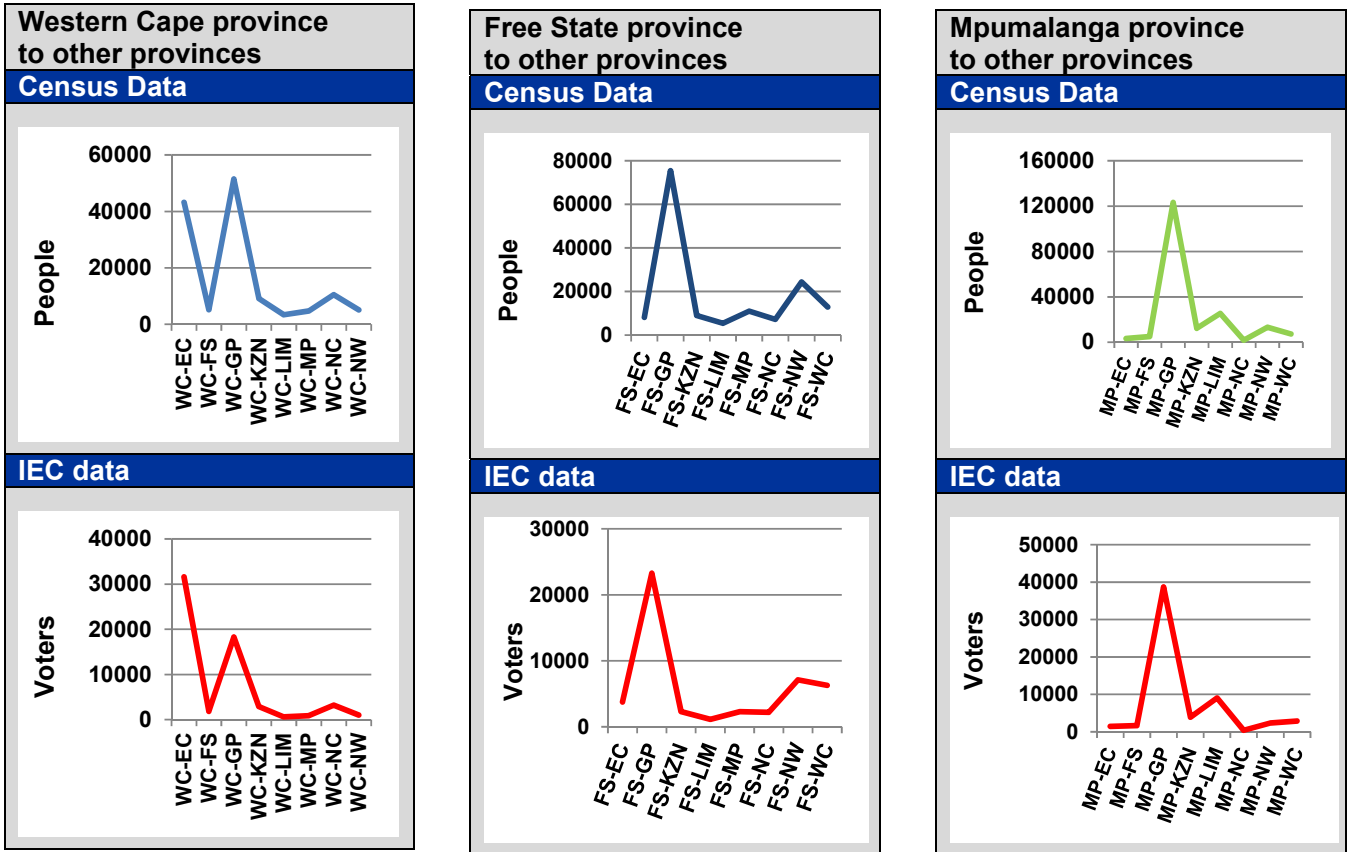 Western Cape province
to other provinces
Census Data
60000
40000
20000
0
People
WC-EC
WC-FS
WC-GP
WC-KZN
WC-LIM
WC-MP
WC-NC
WC-NW
IEC data
40000
30000
20000
10000
0
Voters
WC-EC
WC-FS
WC-GP
WC-KZN
WC-LIM
WC-MP
WC-NC
WC-NW
Free State province
to other provinces
Census Data
80000
60000
40000
20000
0
People
FS-EC
FS-GP
FS-KZN
FS-LIM
FS-MP
FS-NC
FS-NW
FS-WC
IEC data
30000
20000
10000
0
Voters
FS-EC
FS-GP
FS-KZN
FS-LIM
FS-MP
FS-NC
FS-NW
FS-WC
Mpumalanga province
to other provinces
Census Data
160000
120000
80000
40000
0
People
MP-EC
MP-FS
MP-GP
MP-KZN
MP-LIM
MP-NC
MP-NW
MP-WC
IEC data
50000
40000
30000
20000
10000
0
Voters
MP-EC
MP-FS
MP-GP
MP-KZN
MP-LIM
MP-NC
MP-NW
MP-WC